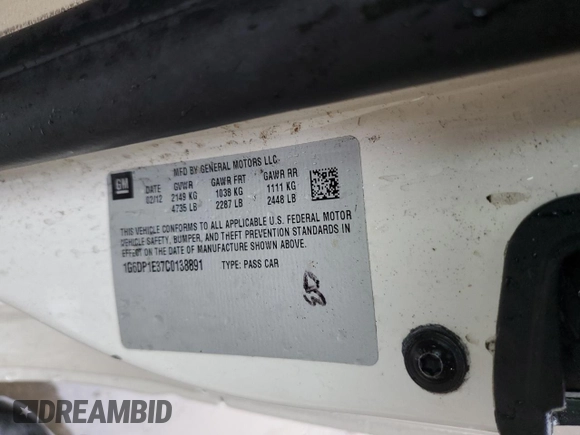 MFD BY GENERAL MOTORS LLC.
GM
DATE GVWR GAWR FRT GAWR RR
02/12 2149 KG 1038 KG 1111 KG
4735 LB 2287 LB 2448 LB
THIS VEHICLE CONFORMS TO ALL APPLICABLE U.S. FEDERAL MOTOR
VEHICLE SAFETY, BUMPER, AND THEFT PREVENTION STANDARDS IN
EFFECT ON THE DATE OF MANUFACTURE SHOWN ABOVE.
1G6DP1E37C0138891 TYPE: PASS CAR
DREAMBID